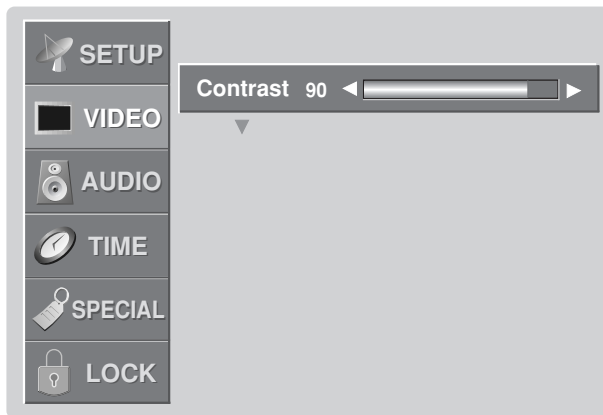 SETUP
Contrast 90
VIDEO
AUDIO
TIME
SPECIAL
LOCK